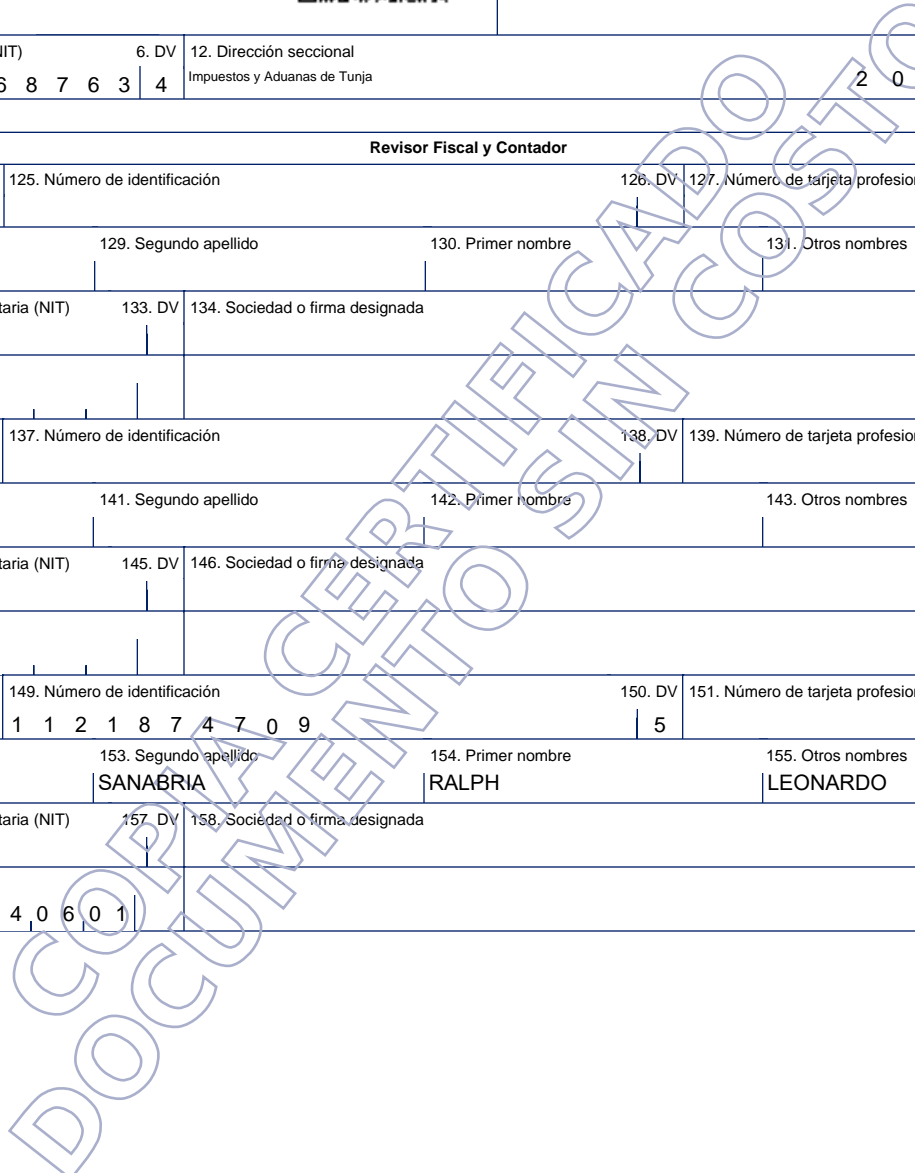 NIT) 6. DV 12. Dirección seccional
6 8 7 6 3 4 Impuestos y Aduanas de Tunja 2 0
Revisor Fiscal y Contador
125. Número de identificación 126. DV 127. Número de tarjeta profesion
129. Segundo apellido 130. Primer nombre 131. Otros nombres
taria (NIT) 133. DV 134. Sociedad o firma designada
137. Número de identificación 138. DV 139. Número de tarjeta profesion
141. Segundo apellido 142. Primer nombre 143. Otros nombres
taria (NIT) 145. DV 146. Sociedad o firma designada
149. Número de identificación 150. DV 151. Número de tarjeta profesion
1 1 2 1 8 7 4 7 0 9 5
153. Segundo apellido 154. Primer nombre 155. Otros nombres
SANABRIA RALPH LEONARDO
taria (NIT) 157. DV 158. Sociedad o firma designada
4 0 6 0 1
COPIA CERTIFICADO
DOCUMENTO SIN COSTO